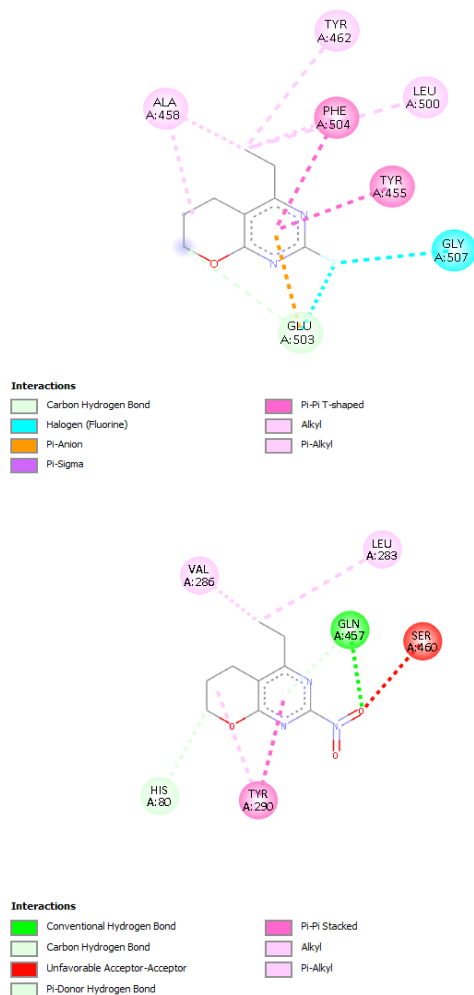 TYR
A:462
LEU
A:500
ALA
A:458
PHE
A:504
TYR
A:455
N
GLY
A:507
O
N
GLU
A:503
Interactions
Carbon Hydrogen Bond
Halogen (Fluorine)
Pi-Anion
Pi-Sigma
Pi-Pi T-shaped
Alkyl
Pi-Alkyl
LEU
A:283
VAL
A:286
GLN
A:457
SER
A:460
N
O
O
N
N
O
HIS
A:80
TYR
A:290
Interactions
Conventional Hydrogen Bond
Carbon Hydrogen Bond
Unfavorable Acceptor-Acceptor
Pi-Donor Hydrogen Bond
Pi-Pi Stacked
Alkyl
Pi-Alkyl